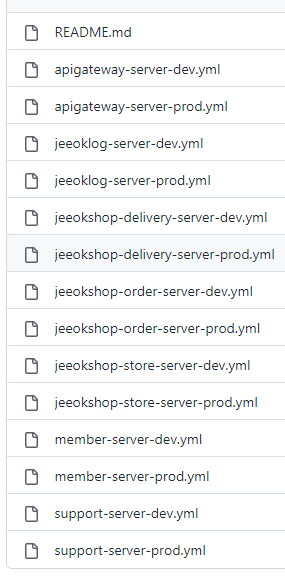 README.md
apigateway-server-dev.yml
apigateway-server-prod.yml
jeeoklog-server-dev.yml
jeeoklog-server-prod.yml
jeeokshop-delivery-server-dev.yml
jeeokshop-delivery-server-prod.yml
jeeokshop-order-server-dev.yml
jeeokshop-order-server-prod.yml
jeeokshop-store-server-dev.yml
jeeokshop-store-server-prod.yml
member-server-dev.yml
member-server-prod.yml
support-server-dev.yml
support-server-prod.yml